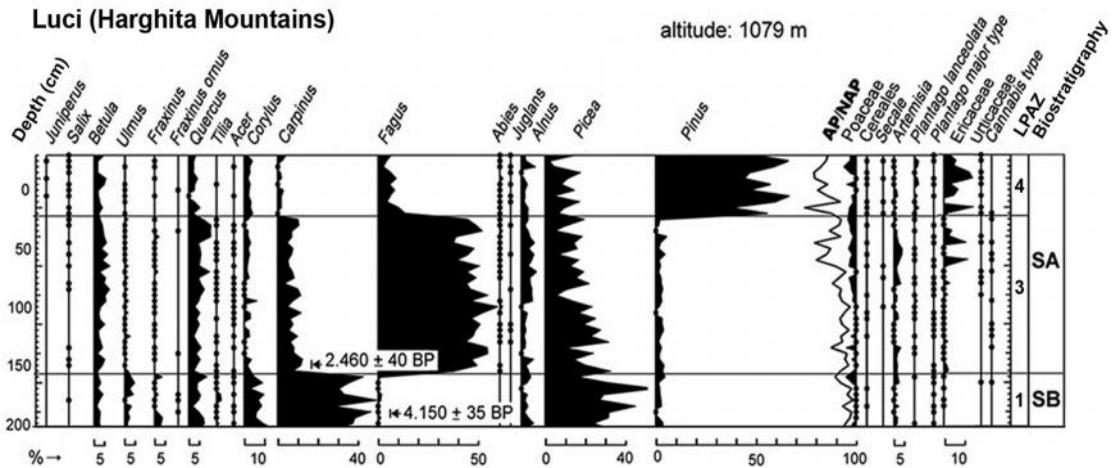 Luci (Harghita Mountains)
altitude: 1079 m
Depth (cm)
Juniperus
Salix
Betula
Ulmus
Fraxinus
Fraxinus ornus
Quercus
Tilia
Acer
Corylus
Carpinus
Fagus
Abies
Juglans
Alnus
Picea
Pinus
AP/NAP
Poaceae
Cereales
Secale
Artemisia
Plantago lanceolata
Plantago major type
Ericaceae
Urticaceae
Cannabis type
LPAZ
Biostratigraphy
0
50
100
150
200
2.460 ± 40 BP
4.150 ± 35 BP
4
3
1
SA
SB
%→ 5 5 5 5 10 40 0 50 0 40 0 50 100 5 10